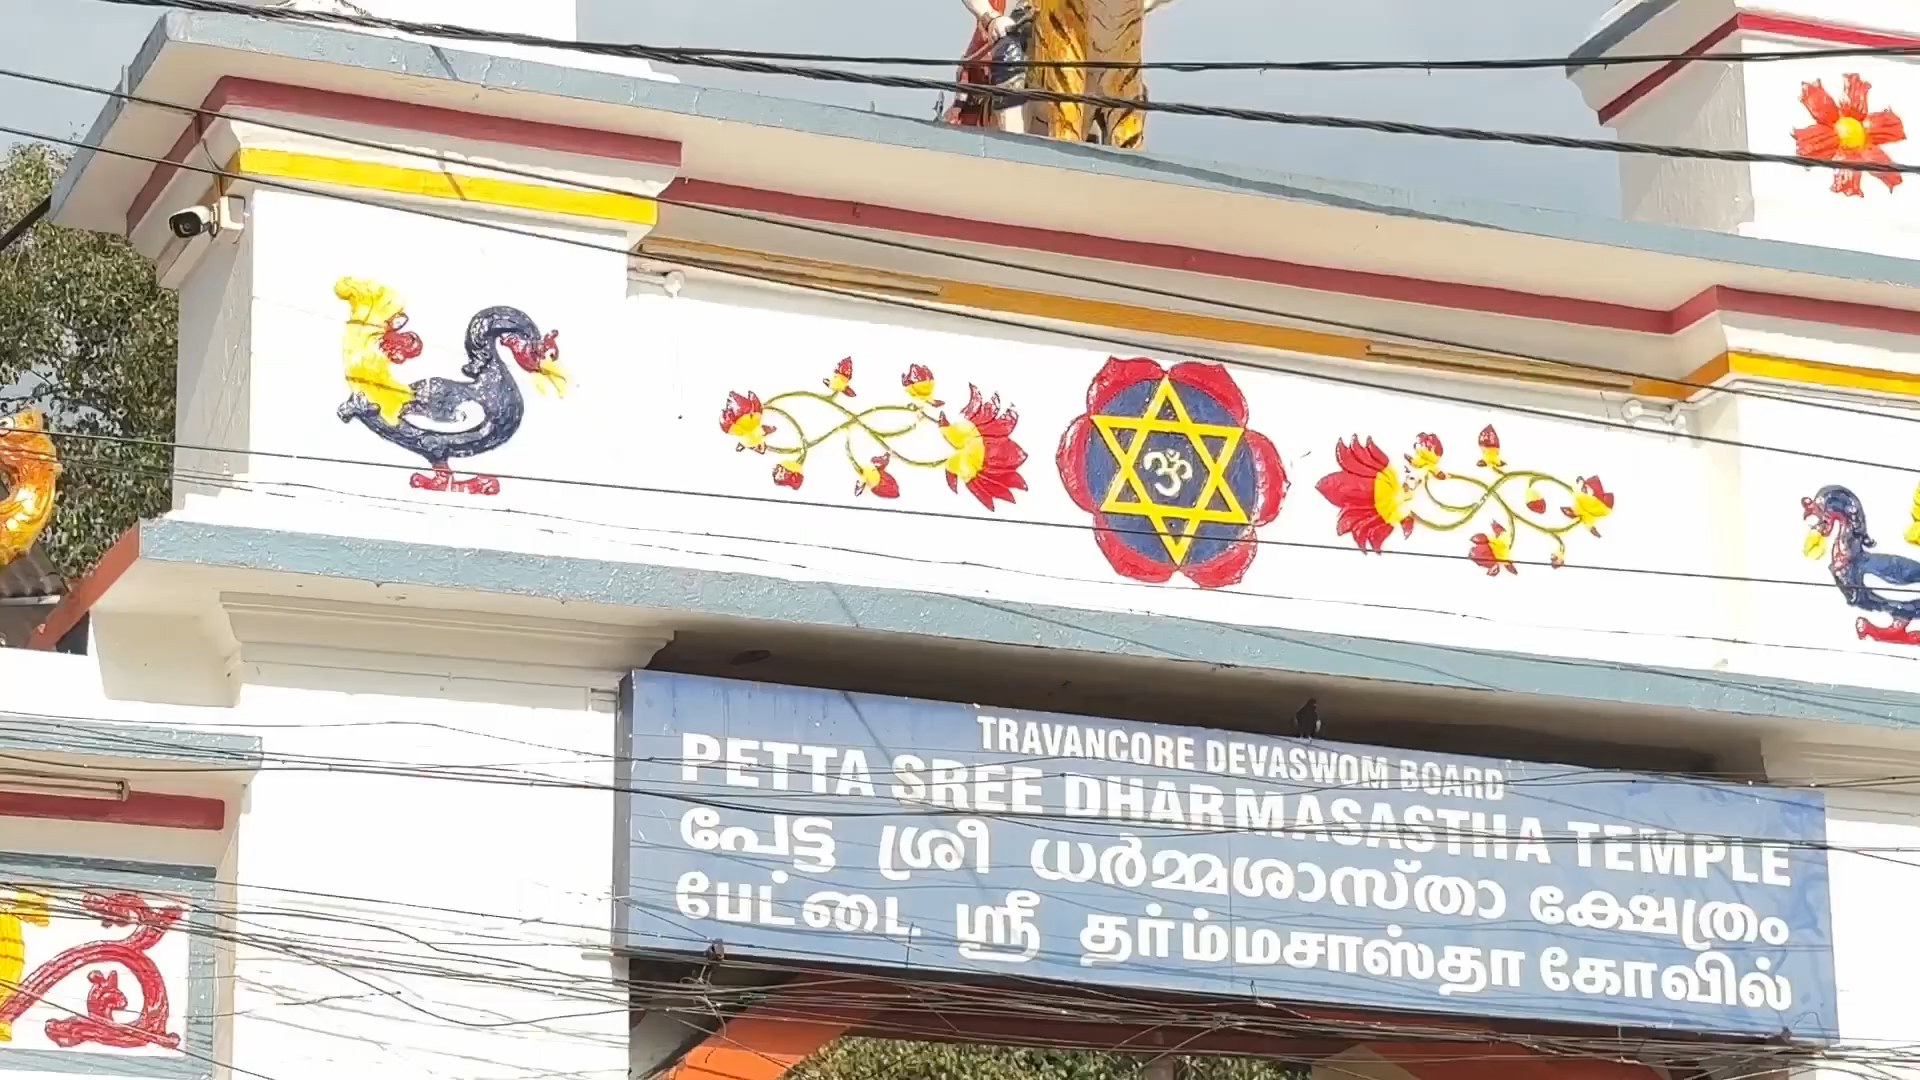 ॐ
TRAVANCORE DEVASWOM BOARD
PETTA SREE DHARMASASTHA TEMPLE
പേട്ട ശ്രീ ധർമ്മശാസ്താ ക്ഷേത്രം
பேட்டை ஸ்ரீ தர்ம்மசாஸ்தா கோவில்